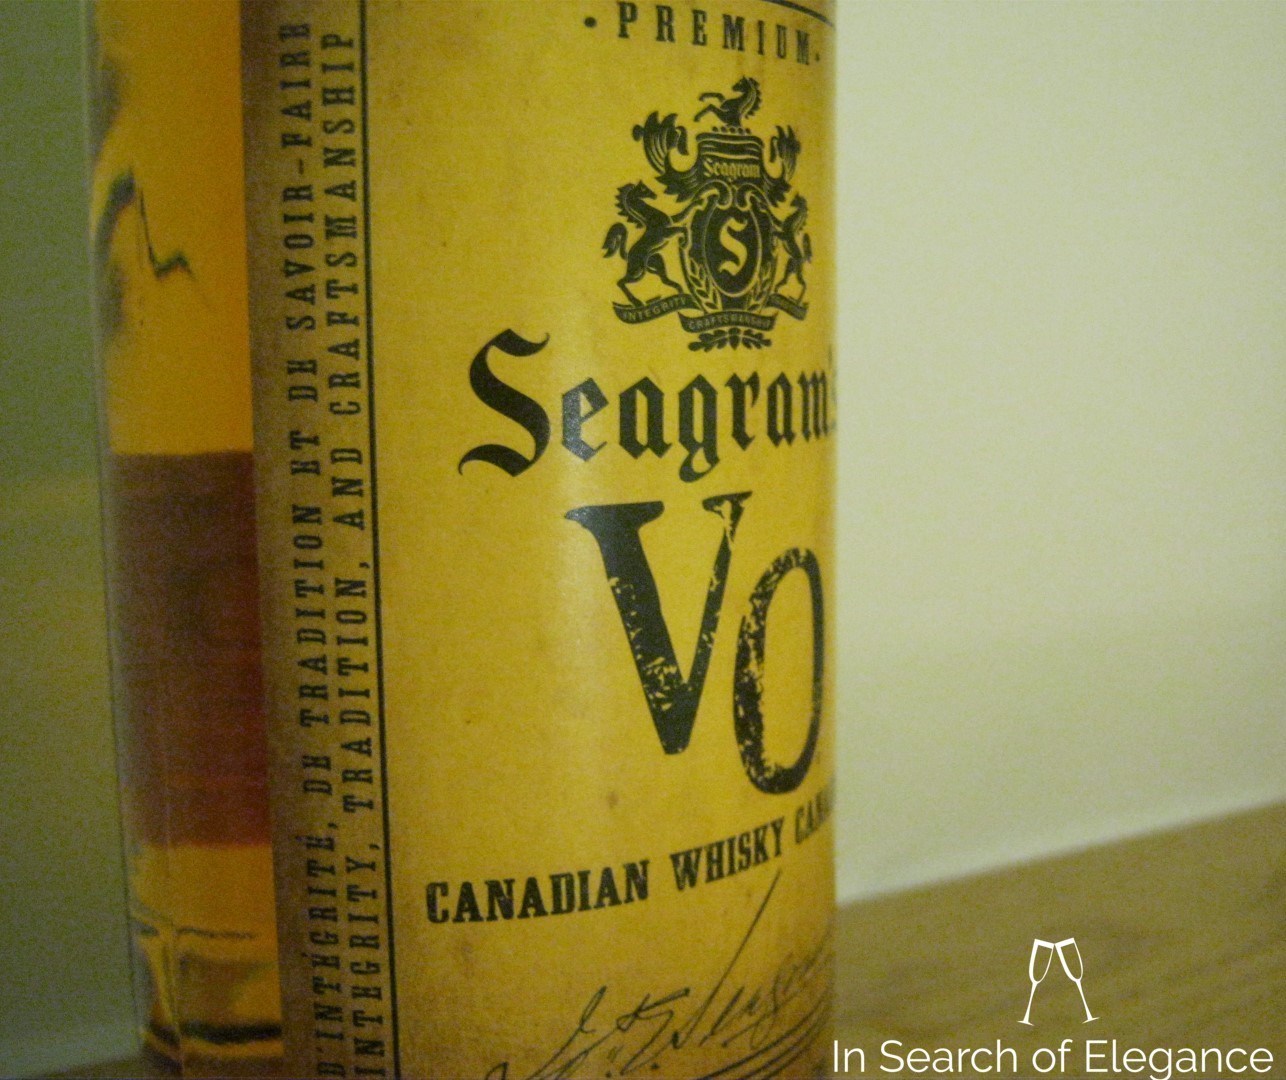 ·PREMIUM·
Seagram
S
INTEGRITY
CRAFTSMANSHIP
Seagram's
VO
CANADIAN WHISKY
D'INTÉGRITÉ, DE TRADITION ET DE SAVOIR-FAIRE
INTEGRITY, TRADITION, AND CRAFTSMANSHIP
In Search of Elegance